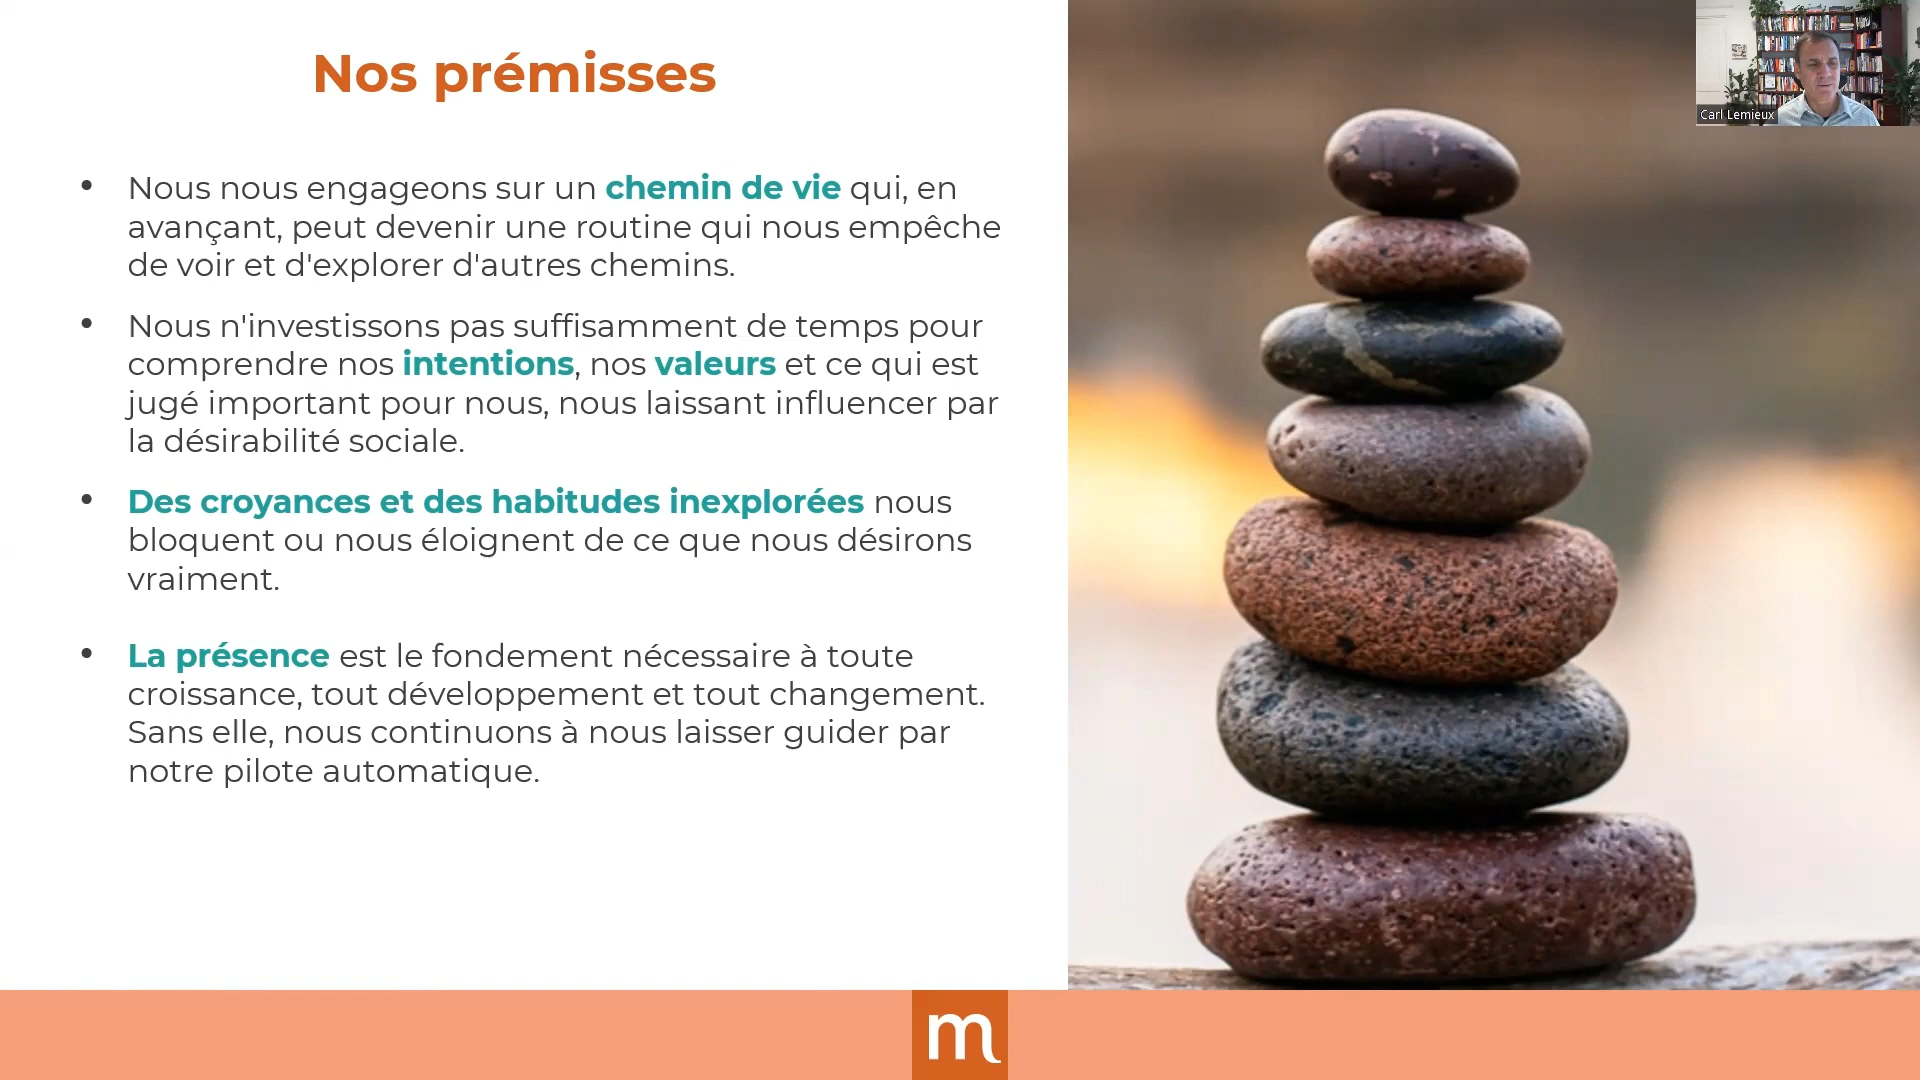 Nos prémisses
Carl Lemieux
• Nous nous engageons sur un chemin de vie qui, en
avançant, peut devenir une routine qui nous empêche
de voir et d'explorer d'autres chemins.
• Nous n'investissons pas suffisamment de temps pour
comprendre nos intentions, nos valeurs et ce qui est
jugé important pour nous, nous laissant influencer par
la désirabilité sociale.
• Des croyances et des habitudes inexplorées nous
bloquent ou nous éloignent de ce que nous désirons
vraiment.
• La présence est le fondement nécessaire à toute
croissance, tout développement et tout changement.
Sans elle, nous continuons à nous laisser guider par
notre pilote automatique.
m